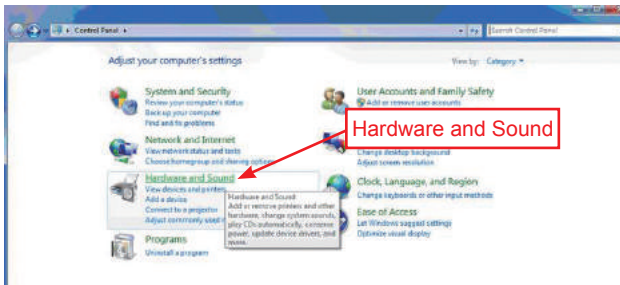 Control Panel
Search Control Panel
Adjust your computer's settings
View by: Category
System and Security
Review your computer's status
Back up your computer
Find and fix problems
Network and Internet
View network status and tasks
Choose homegroup and sharing options
Hardware and Sound
View devices and printers
Add a device
Connect to a projector
Adjust commonly used
Hardware and Sound
Add or remove printers and other
hardware, change system sounds,
play CDs automatically, conserve
power, update device drivers, and
more.
Programs
Uninstall a program
User Accounts and Family Safety
Add or remove user accounts
Hardware and Sound
Change desktop background
Adjust screen resolution
Clock, Language, and Region
Change keyboards or other input methods
Ease of Access
Let Windows suggest settings
Optimize visual display